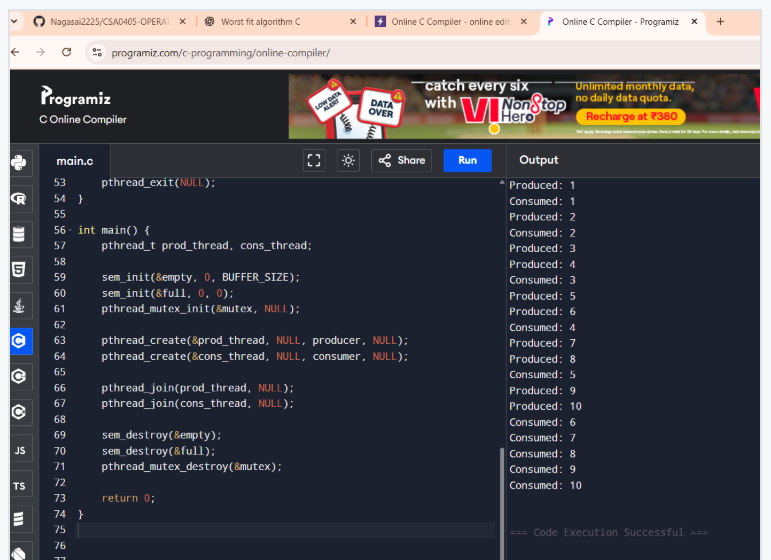 Nagasai2225/CSA0405-OPERAT
Worst fit algorithm C
Online C Compiler - online edit
Online C Compiler - Programiz
programiz.com/c-programming/online-compiler/
Programiz
C Online Compiler
LOW DATA ALERT
DATA OVER
catch every six
with VI Non$top Hero
Unlimited monthly data,
no daily data quota.
Recharge at ₹380
main.c
Share
Run
Output
53 pthread_exit(NULL);
54 }
55
56 int main() {
57 pthread_t prod_thread, cons_thread;
58
59 sem_init(&empty, 0, BUFFER_SIZE);
60 sem_init(&full, 0, 0);
61 pthread_mutex_init(&mutex, NULL);
62
63 pthread_create(&prod_thread, NULL, producer, NULL);
64 pthread_create(&cons_thread, NULL, consumer, NULL);
65
66 pthread_join(prod_thread, NULL);
67 pthread_join(cons_thread, NULL);
68
69 sem_destroy(&empty);
70 sem_destroy(&full);
71 pthread_mutex_destroy(&mutex);
72
73 return 0;
74 }
75
76
77
JS
TS
Produced: 1
Consumed: 1
Produced: 2
Consumed: 2
Produced: 3
Produced: 4
Consumed: 3
Produced: 5
Produced: 6
Consumed: 4
Produced: 7
Produced: 8
Consumed: 5
Produced: 9
Produced: 10
Consumed: 6
Consumed: 7
Consumed: 8
Consumed: 9
Consumed: 10
=== Code Execution Successful ===